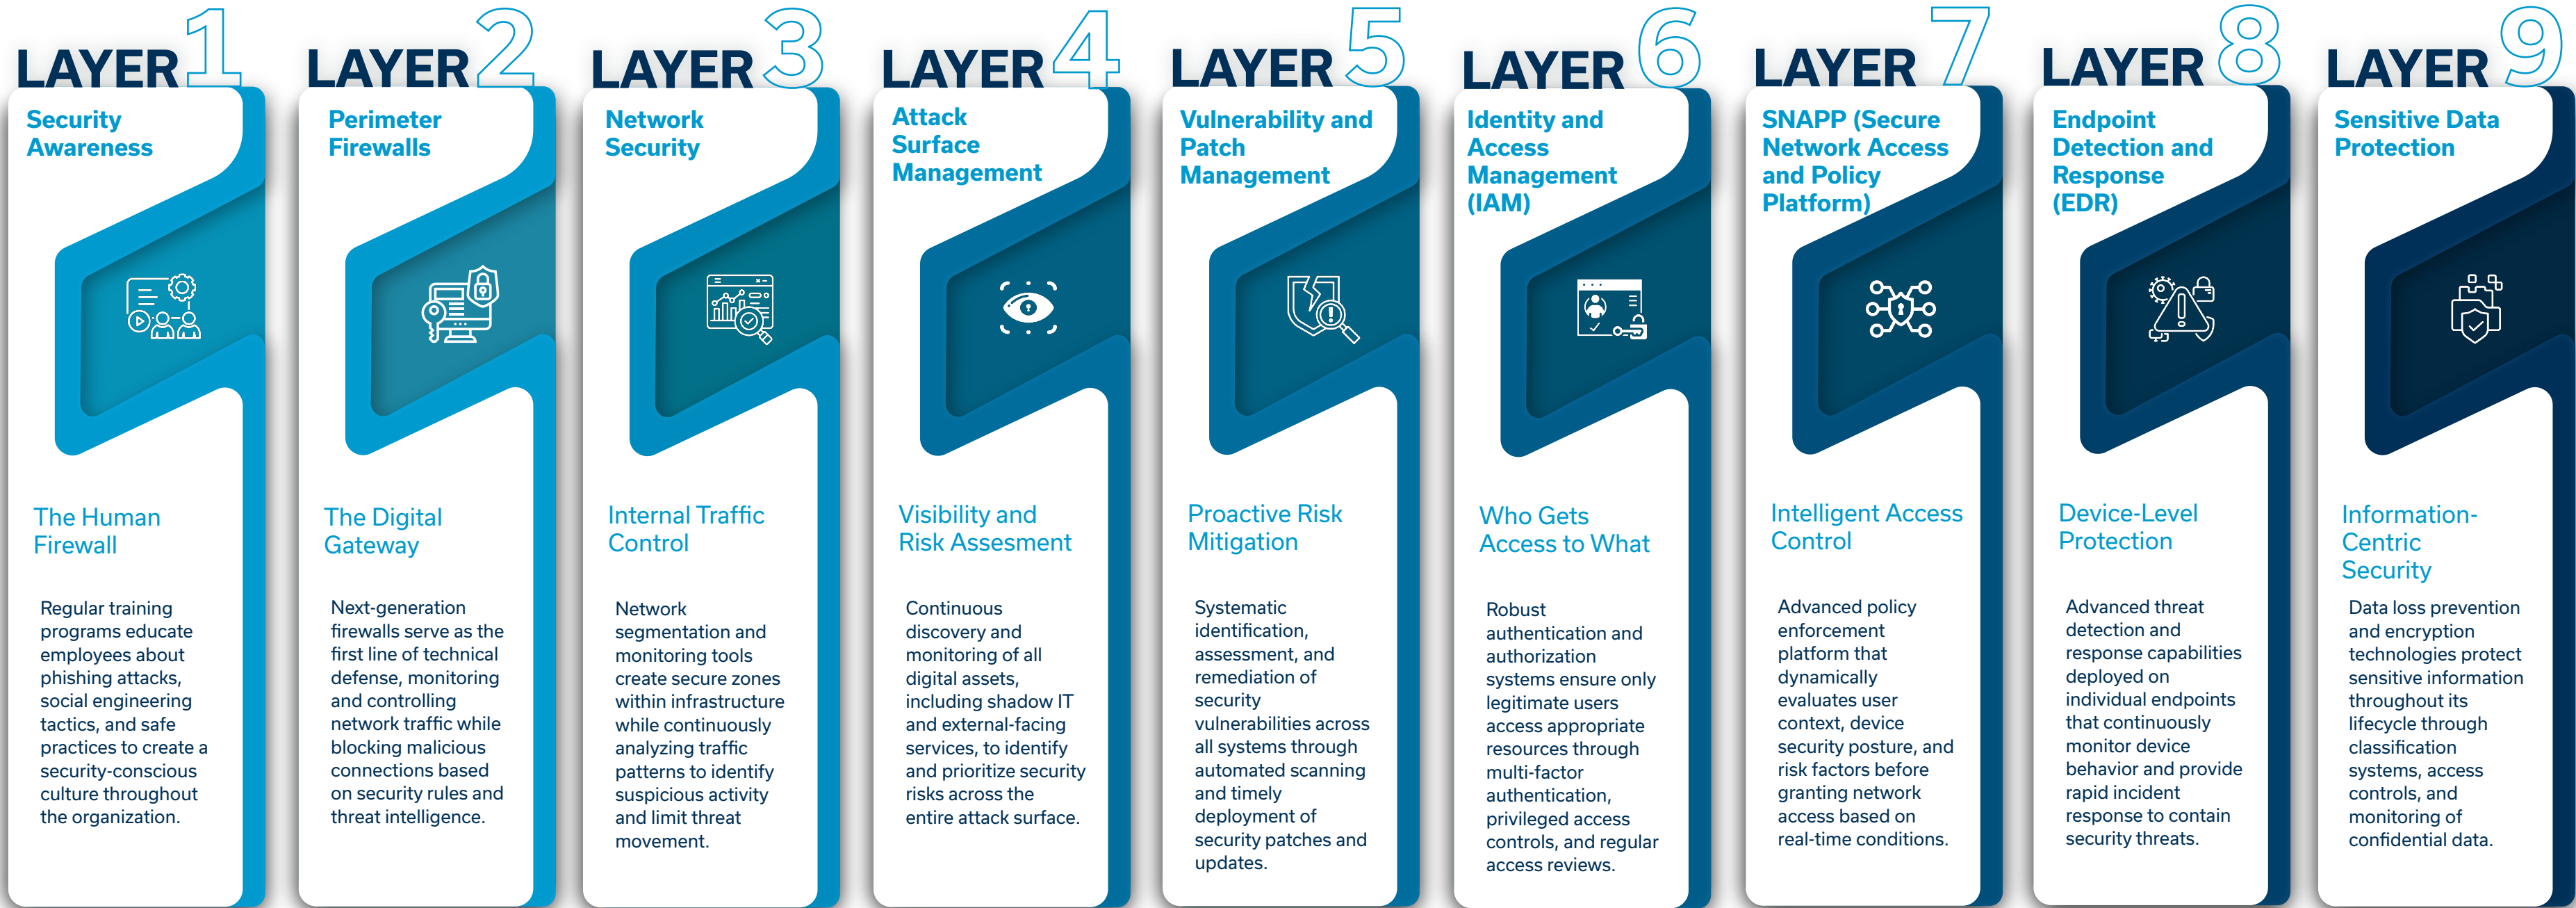 LAYER 1
Security
Awareness
The Human
Firewall
Regular training
programs educate
employees about
phishing attacks,
social engineering
tactics, and safe
practices to create a
security-conscious
culture throughout
the organization.
LAYER 2
Perimeter
Firewalls
The Digital
Gateway
Next-generation
firewalls serve as the
first line of technical
defense, monitoring
and controlling
network traffic while
blocking malicious
connections based
on security rules and
threat intelligence.
LAYER 3
Network
Security
Internal Traffic
Control
Network
segmentation and
monitoring tools
create secure zones
within infrastructure
while continuously
analyzing traffic
patterns to identify
suspicious activity
and limit threat
movement.
LAYER 4
Attack
Surface
Management
Visibility and
Risk Assesment
Continuous
discovery and
monitoring of all
digital assets,
including shadow IT
and external-facing
services, to identify
and prioritize security
risks across the
entire attack surface.
LAYER 5
Vulnerability and
Patch
Management
Proactive Risk
Mitigation
Systematic
identification,
assessment, and
remediation of
security
vulnerabilities across
all systems through
automated scanning
and timely
deployment of
security patches and
updates.
LAYER 6
Identity and
Access
Management
(IAM)
Who Gets
Access to What
Robust
authentication and
authorization
systems ensure only
legitimate users
access appropriate
resources through
multi-factor
authentication,
privileged access
controls, and regular
access reviews.
LAYER 7
SNAPP (Secure
Network Access
and Policy
Platform)
Intelligent Access
Control
Advanced policy
enforcement
platform that
dynamically
evaluates user
context, device
security posture, and
risk factors before
granting network
access based on
real-time conditions.
LAYER 8
Endpoint
Detection and
Response
(EDR)
Device-Level
Protection
Advanced threat
detection and
response capabilities
deployed on
individual endpoints
that continuously
monitor device
behavior and provide
rapid incident
response to contain
security threats.
LAYER 9
Sensitive Data
Protection
Information-
Centric
Security
Data loss prevention
and encryption
technologies protect
sensitive information
throughout its
lifecycle through
classification
systems, access
controls, and
monitoring of
confidential data.